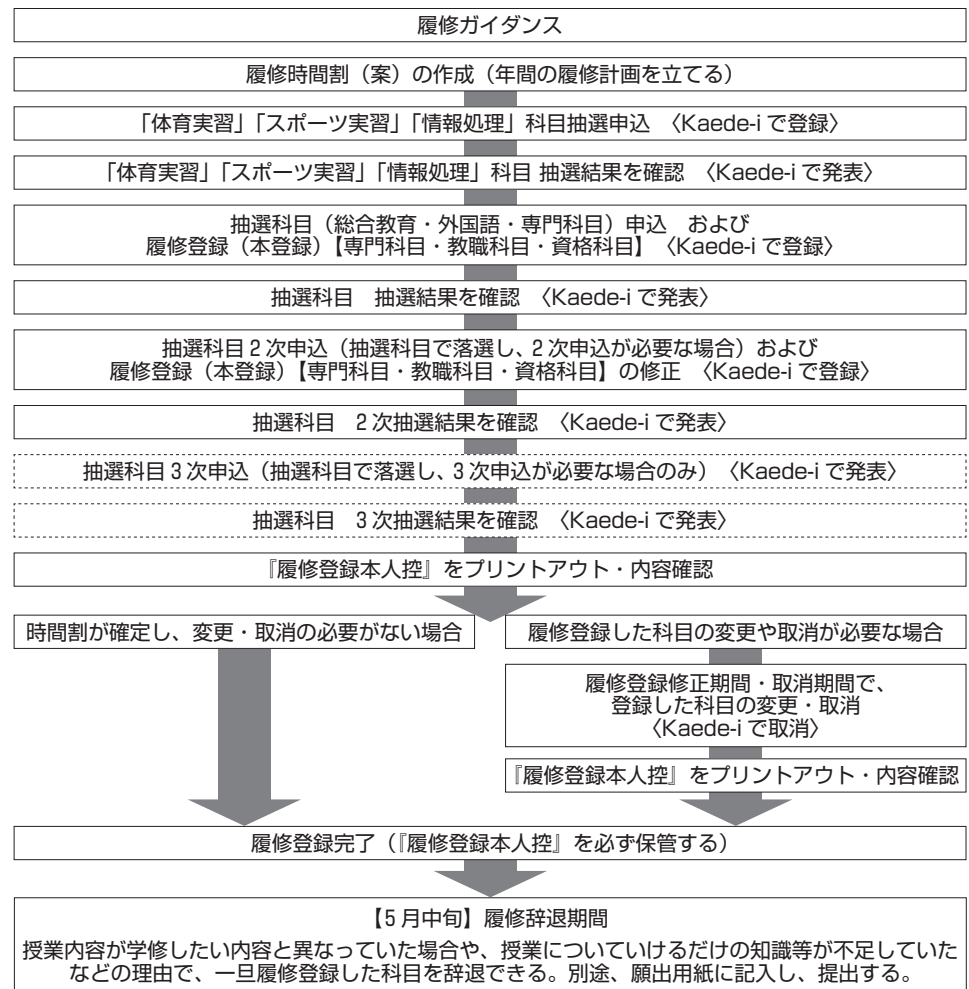 履修ガイダンス
履修時間割（案）の作成（年間の履修計画を立てる）
「体育実習」「スポーツ実習」「情報処理」科目抽選申込　〈Kaede-i で登録〉
「体育実習」「スポーツ実習」「情報処理」科目 抽選結果を確認　〈Kaede-i で発表〉
抽選科目（総合教育・外国語・専門科目）申込　および
履修登録（本登録）【専門科目・教職科目・資格科目】〈Kaede-i で登録〉
抽選科目　抽選結果を確認　〈Kaede-i で発表〉
抽選科目 2 次申込（抽選科目で落選し、2 次申込が必要な場合）および
履修登録（本登録）【専門科目・教職科目・資格科目】の修正　〈Kaede-i で登録〉
抽選科目　2 次抽選結果を確認　〈Kaede-i で発表〉
抽選科目 3 次申込（抽選科目で落選し、3 次申込が必要な場合のみ）〈Kaede-i で発表〉
抽選科目　3 次抽選結果を確認　〈Kaede-i で発表〉
『履修登録本人控』をプリントアウト・内容確認
時間割が確定し、変更・取消の必要がない場合
履修登録した科目の変更や取消が必要な場合
履修登録修正期間・取消期間で、
登録した科目の変更・取消
〈Kaede-i で取消〉
『履修登録本人控』をプリントアウト・内容確認
履修登録完了（『履修登録本人控』を必ず保管する）
【5 月中旬】履修辞退期間
授業内容が学修したい内容と異なっていた場合や、授業についていけるだけの知識等が不足していた
などの理由で、一旦履修登録した科目を辞退できる。別途、願出用紙に記入し、提出する。